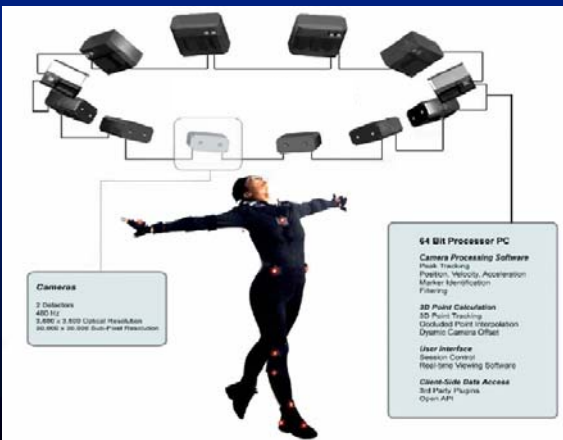 Cameras
2 Detectors
480 Hz
3,600 x 3,600 Optical Resolution
30,000 x 30,000 Sub-Pixel Resolution
64 Bit Processor PC
Camera Processing Software
Peak Tracking
Position, Velocity, Acceleration
Marker Identification
Filtering
3D Point Calculation
3D Point Tracking
Occluded Point Interpolation
Dynamic Camera Offset
User Interface
Session Control
Real-time Viewing Software
Client-Side Data Access
3rd Party Plugins
Open API